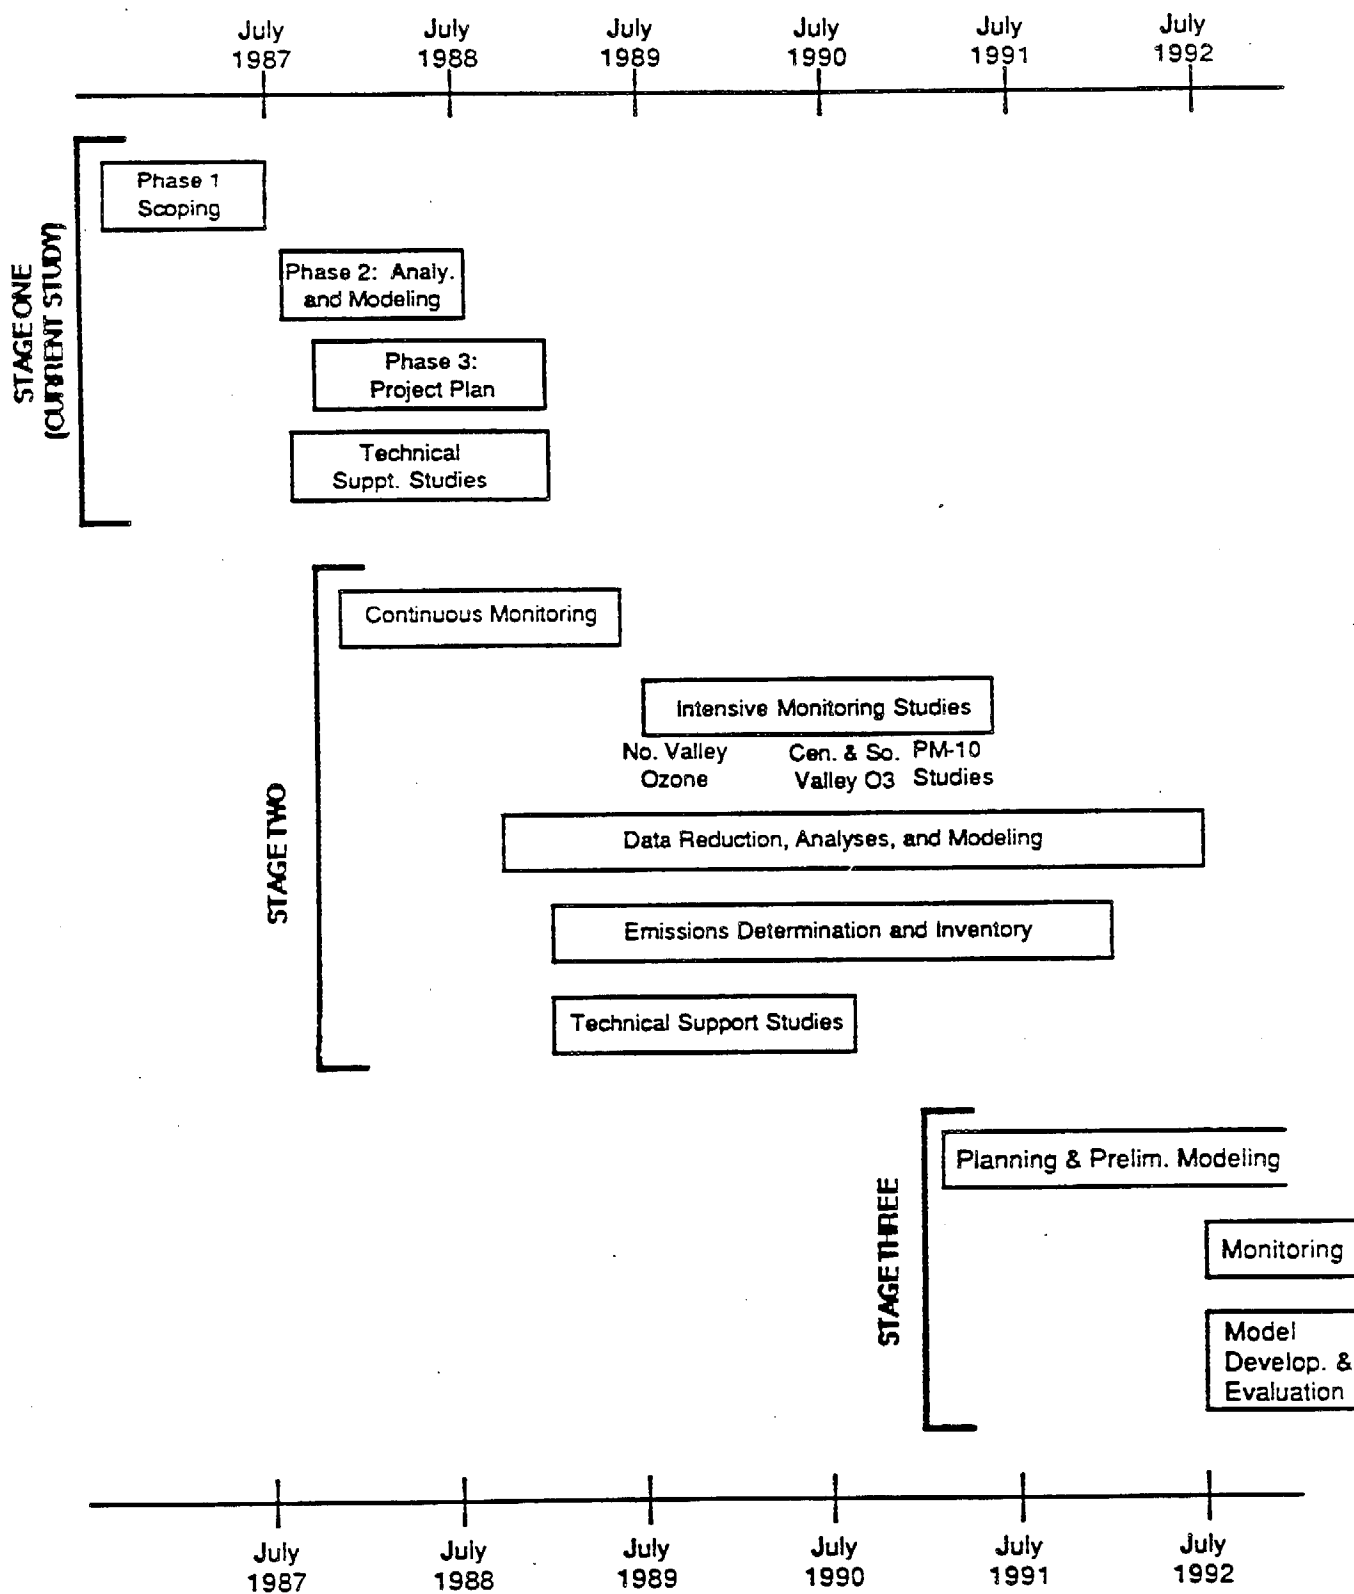 July
1987
July
1988
July
1989
July
1990
July
1991
July
1992
STAGE ONE
(CURRENT STUDY)
Phase 1
Scoping
Phase 2: Analy.
and Modeling
Phase 3:
Project Plan
Technical
Suppt. Studies
STAGE TWO
Continuous Monitoring
Intensive Monitoring Studies
No. Valley
Ozone
Cen. & So.
Valley O3
PM-10
Studies
Data Reduction, Analyses, and Modeling
Emissions Determination and Inventory
Technical Support Studies
STAGE THREE
Planning & Prelim. Modeling
Monitoring
Model
Develop. &
Evaluation
July
1987
July
1988
July
1989
July
1990
July
1991
July
1992